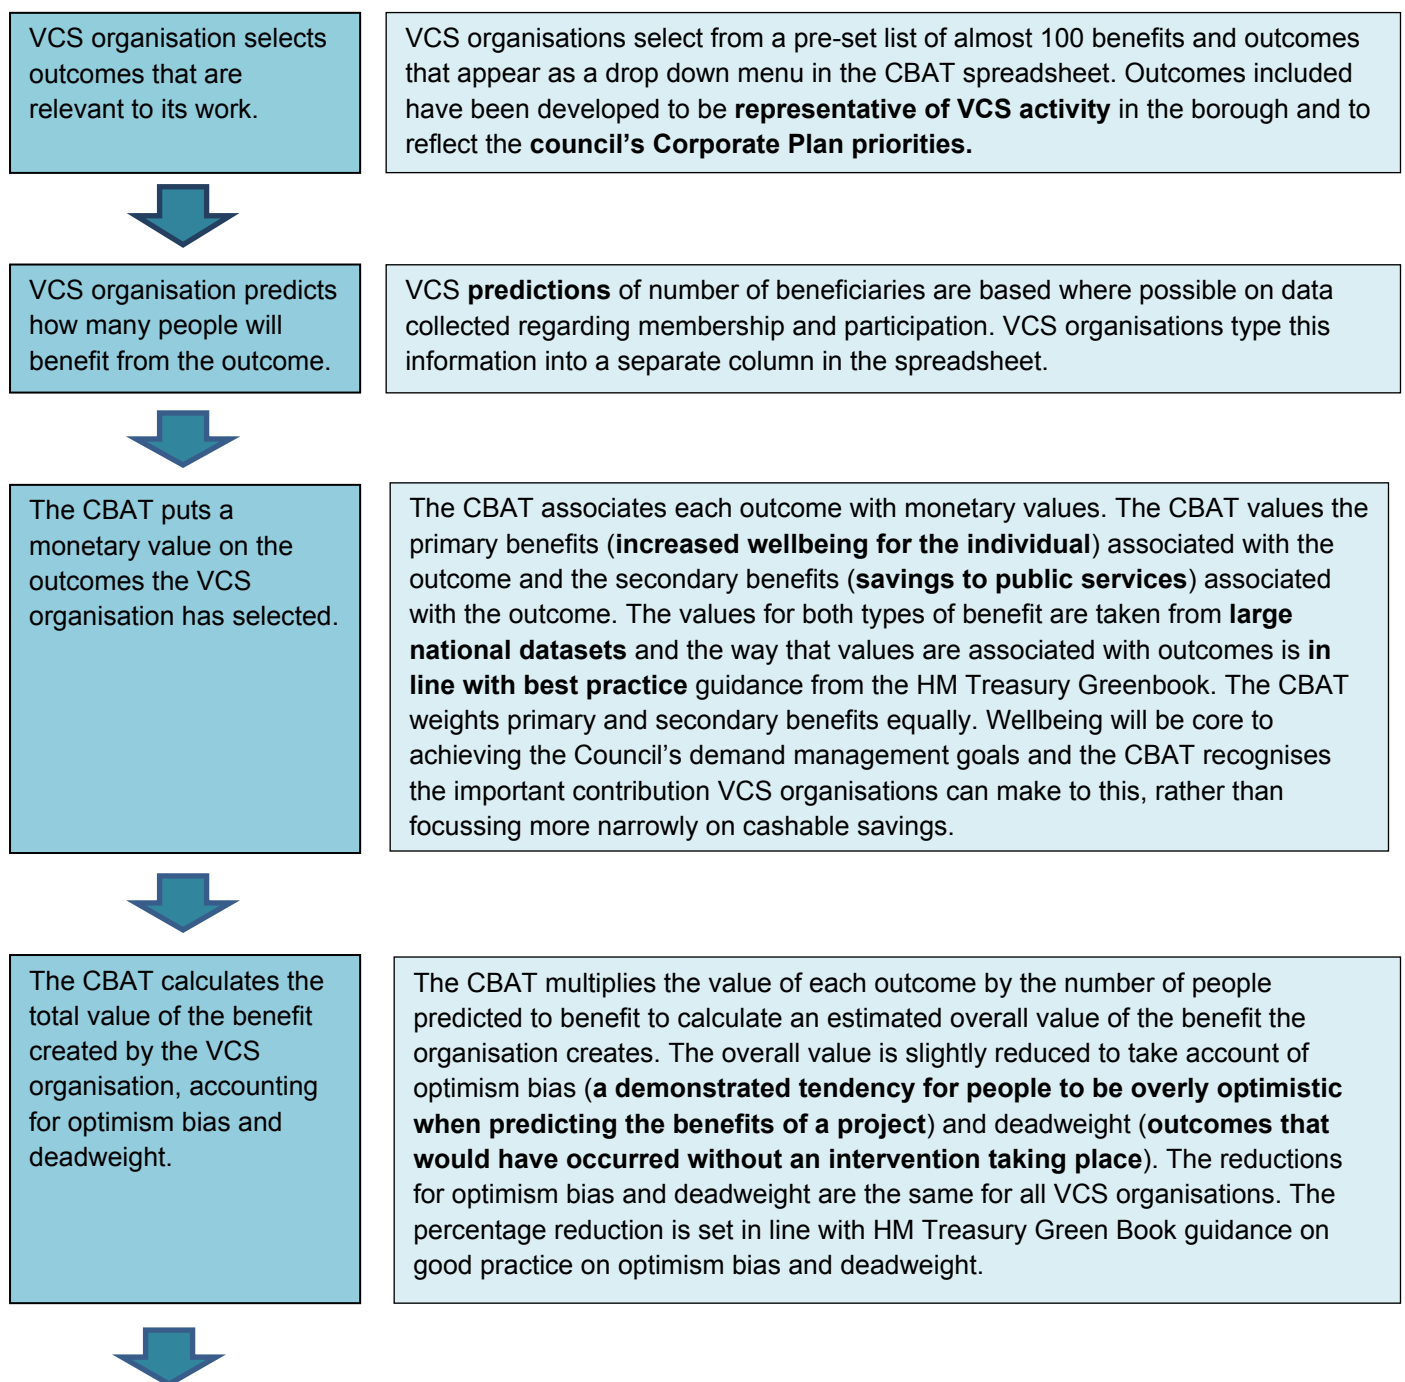 VCS organisation selects
outcomes that are
relevant to its work.
VCS organisations select from a pre-set list of almost 100 benefits and outcomes
that appear as a drop down menu in the CBAT spreadsheet. Outcomes included
have been developed to be representative of VCS activity in the borough and to
reflect the council’s Corporate Plan priorities.
VCS organisation predicts
how many people will
benefit from the outcome.
VCS predictions of number of beneficiaries are based where possible on data
collected regarding membership and participation. VCS organisations type this
information into a separate column in the spreadsheet.
The CBAT puts a
monetary value on the
outcomes the VCS
organisation has selected.
The CBAT associates each outcome with monetary values. The CBAT values the
primary benefits (increased wellbeing for the individual) associated with the
outcome and the secondary benefits (savings to public services) associated
with the outcome. The values for both types of benefit are taken from large
national datasets and the way that values are associated with outcomes is in
line with best practice guidance from the HM Treasury Greenbook. The CBAT
weights primary and secondary benefits equally. Wellbeing will be core to
achieving the Council’s demand management goals and the CBAT recognises
the important contribution VCS organisations can make to this, rather than
focussing more narrowly on cashable savings.
The CBAT calculates the
total value of the benefit
created by the VCS
organisation, accounting
for optimism bias and
deadweight.
The CBAT multiplies the value of each outcome by the number of people
predicted to benefit to calculate an estimated overall value of the benefit the
organisation creates. The overall value is slightly reduced to take account of
optimism bias (a demonstrated tendency for people to be overly optimistic
when predicting the benefits of a project) and deadweight (outcomes that
would have occurred without an intervention taking place). The reductions
for optimism bias and deadweight are the same for all VCS organisations. The
percentage reduction is set in line with HM Treasury Green Book guidance on
good practice on optimism bias and deadweight.